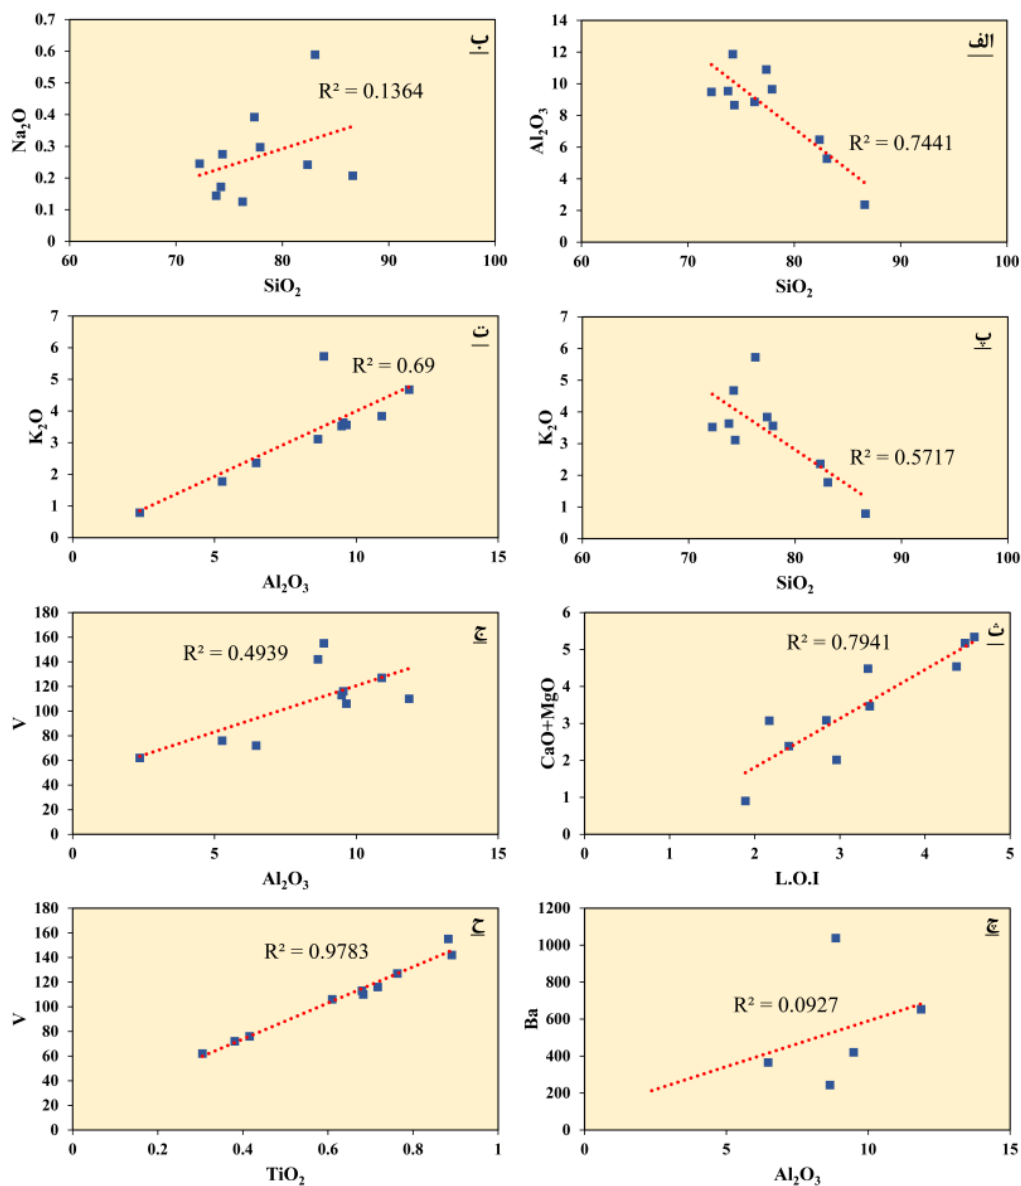 الف
Al₂O₃
14
12
10
8
6
4
2
0
R² = 0.7441
60 70 80 90 100
SiO₂
ب
Na₂O
0.7
0.6
0.5
0.4
0.3
0.2
0.1
0
R² = 0.1364
60 70 80 90 100
SiO₂
پ
K₂O
7
6
5
4
3
2
1
0
R² = 0.5717
60 70 80 90 100
SiO₂
ت
K₂O
7
6
5
4
3
2
1
0
R² = 0.69
0 5 10 15
Al₂O₃
ث
CaO+MgO
6
5
4
3
2
1
0
R² = 0.7941
0 1 2 3 4 5
L.O.I
ج
V
180
160
140
120
100
80
60
40
20
0
R² = 0.4939
0 5 10 15
Al₂O₃
چ
Ba
1200
1000
800
600
400
200
0
R² = 0.0927
0 5 10 15
Al₂O₃
ح
V
180
160
140
120
100
80
60
40
20
0
R² = 0.9783
0 0.2 0.4 0.6 0.8 1
TiO₂